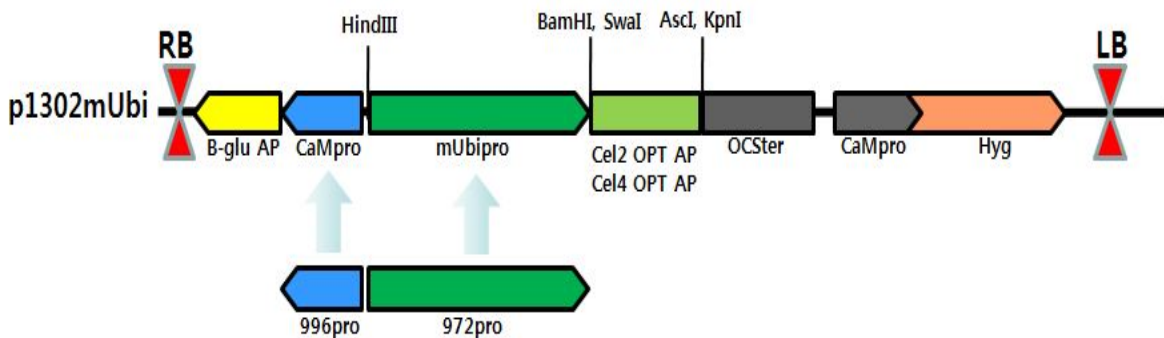 HindIII
BamHI, SwaI
AscI, KpnI
RB
LB
p1302mUbi
B-glu AP
CaMpro
mUbipro
Cel2 OPT AP
Cel4 OPT AP
OCSter
CaMpro
Hyg
996pro
972pro